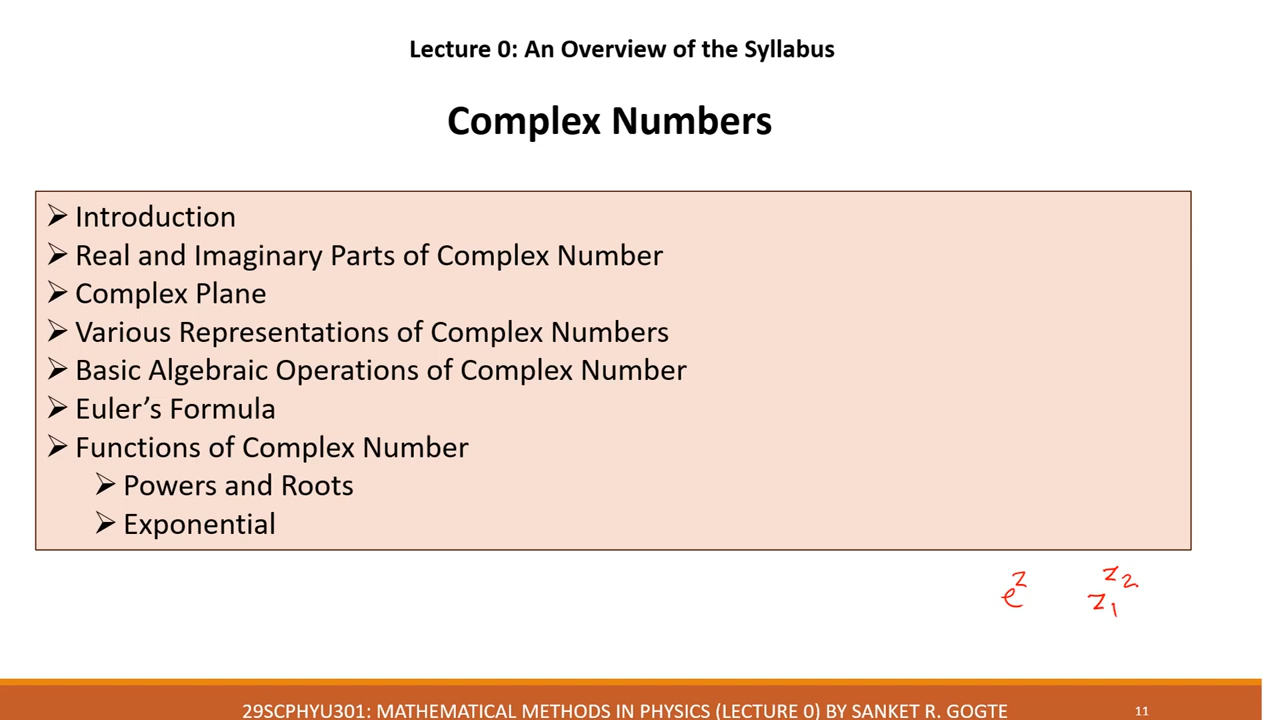 Lecture 0: An Overview of the Syllabus
Complex Numbers
➢ Introduction
➢ Real and Imaginary Parts of Complex Number
➢ Complex Plane
➢ Various Representations of Complex Numbers
➢ Basic Algebraic Operations of Complex Number
➢ Euler’s Formula
➢ Functions of Complex Number
➢ Powers and Roots
➢ Exponential
e^z z₁^z₂
29SCPHYU301: MATHEMATICAL METHODS IN PHYSICS (LECTURE 0) BY SANKET R. GOGTE 11